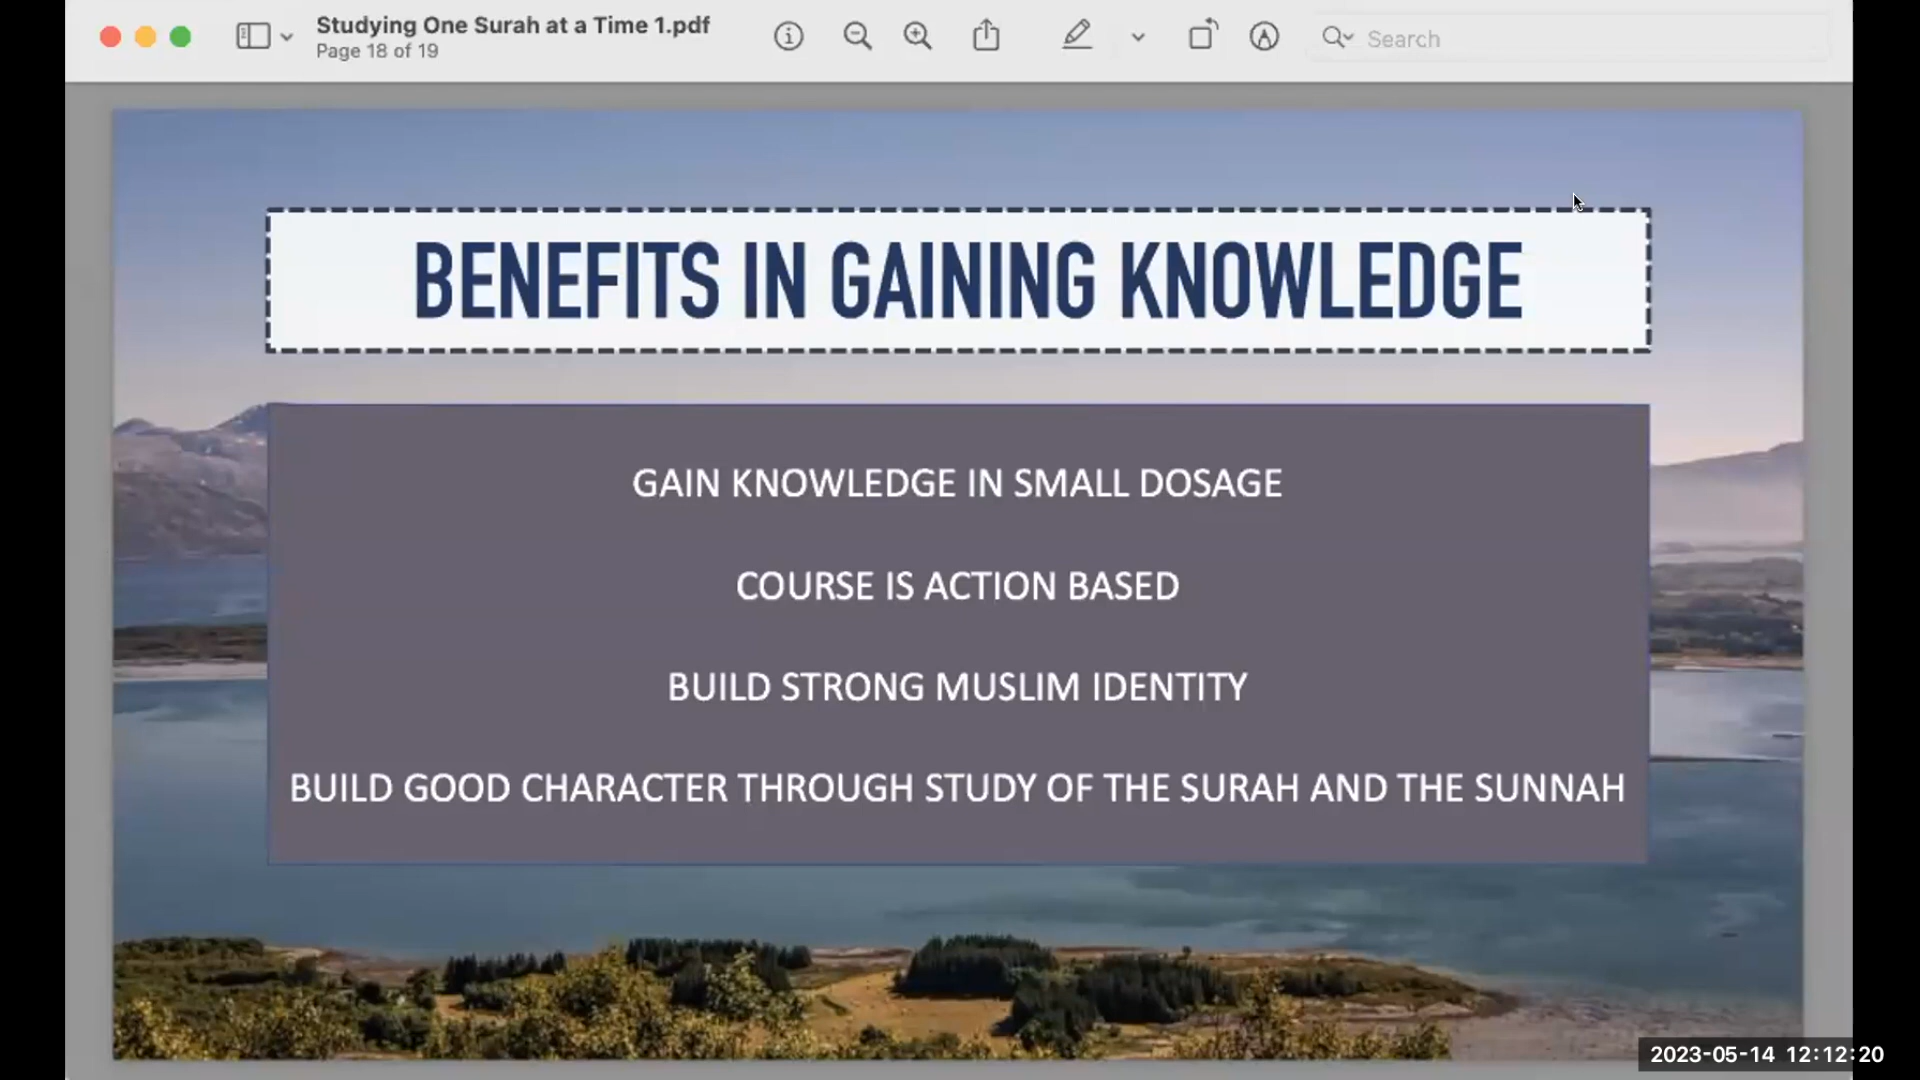 Studying One Surah at a Time 1.pdf
Page 18 of 19
Search
BENEFITS IN GAINING KNOWLEDGE
GAIN KNOWLEDGE IN SMALL DOSAGE
COURSE IS ACTION BASED
BUILD STRONG MUSLIM IDENTITY
BUILD GOOD CHARACTER THROUGH STUDY OF THE SURAH AND THE SUNNAH
2023-05-14 12:12:20